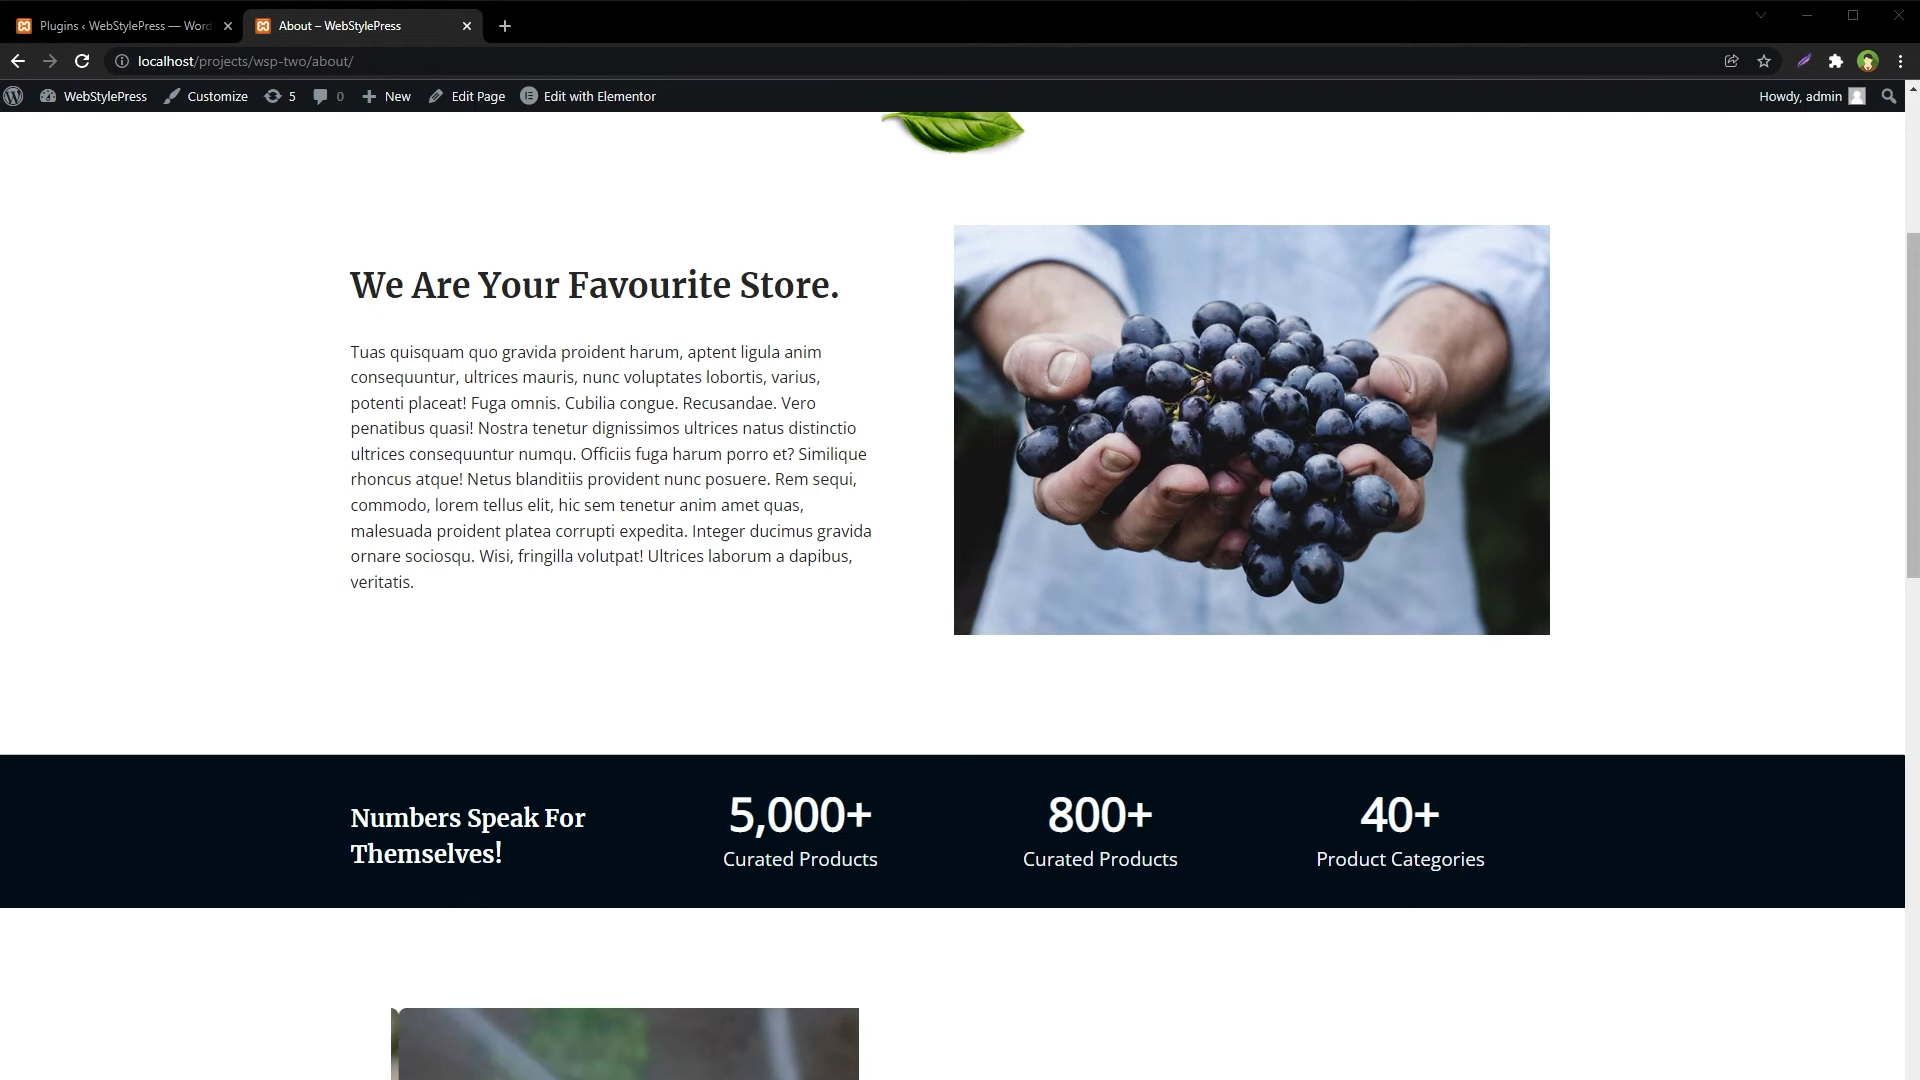 Plugins ‹ WebStylePress — Word
About – WebStylePress
localhost/projects/wsp-two/about/
WebStylePress
Customize
5
0
New
Edit Page
Edit with Elementor
Howdy, admin
We Are Your Favourite Store.
Tuas quisquam quo gravida proident harum, aptent ligula anim
consequuntur, ultrices mauris, nunc voluptates lobortis, varius,
potenti placeat! Fuga omnis. Cubilia congue. Recusandae. Vero
penatibus quasi! Nostra tenetur dignissimos ultrices natus distinctio
ultrices consequuntur numqu. Officiis fuga harum porro et? Similique
rhoncus atque! Netus blanditiis provident nunc posuere. Rem sequi,
commodo, lorem tellus elit, hic sem tenetur anim amet quas,
malesuada proident platea corrupti expedita. Integer ducimus gravida
ornare sociosqu. Wisi, fringilla volutpat! Ultrices laborum a dapibus,
veritatis.
Numbers Speak For
Themselves!
5,000+
Curated Products
800+
Curated Products
40+
Product Categories